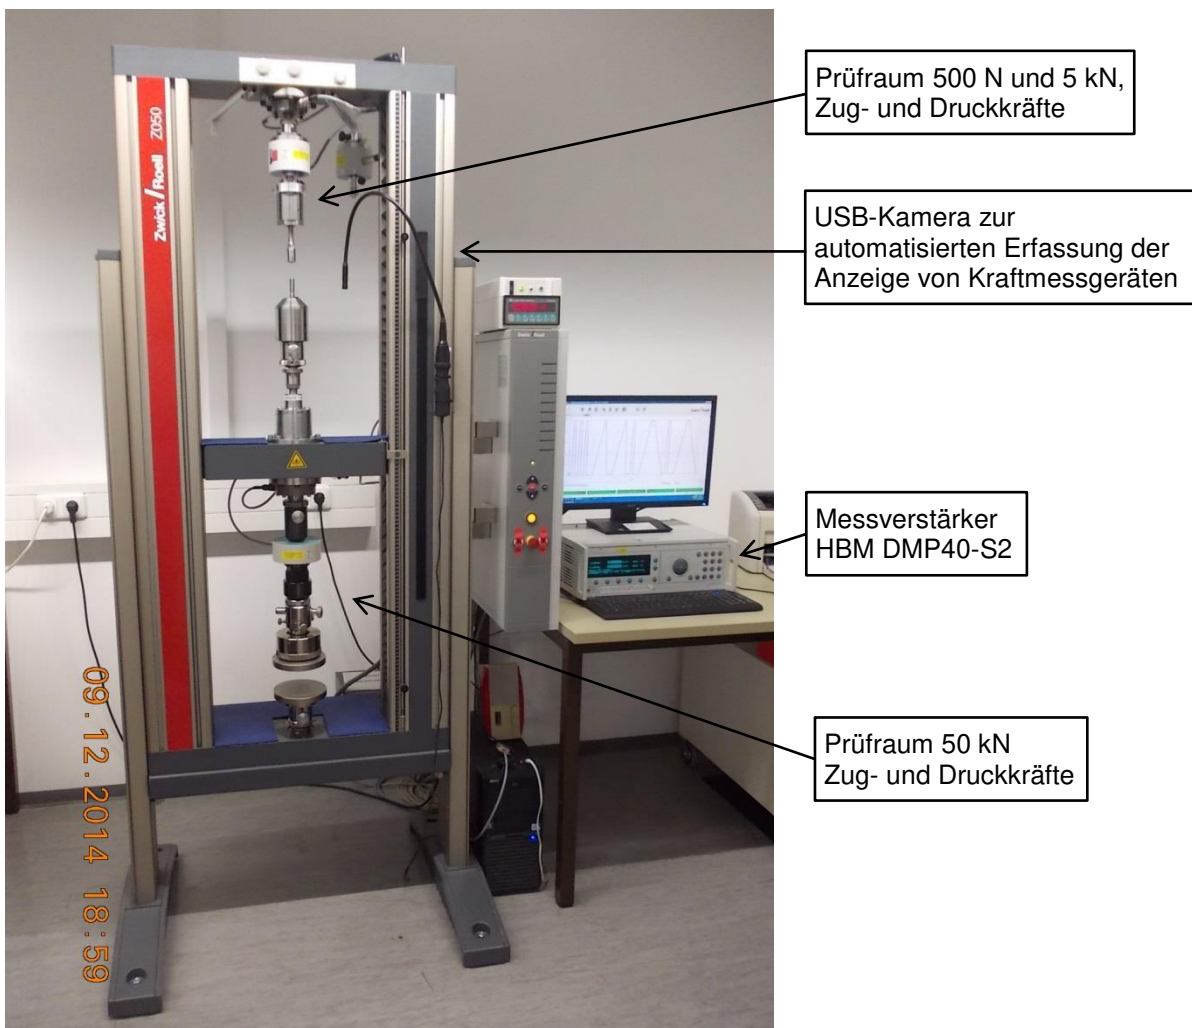 Prüfraum 500 N und 5 kN,
Zug- und Druckkräfte
USB-Kamera zur
automatisierten Erfassung der
Anzeige von Kraftmessgeräten
Messverstärker
HBM DMP40-S2
Prüfraum 50 kN
Zug- und Druckkräfte
Zwick / Roell Z050
09.12.2014 18:59